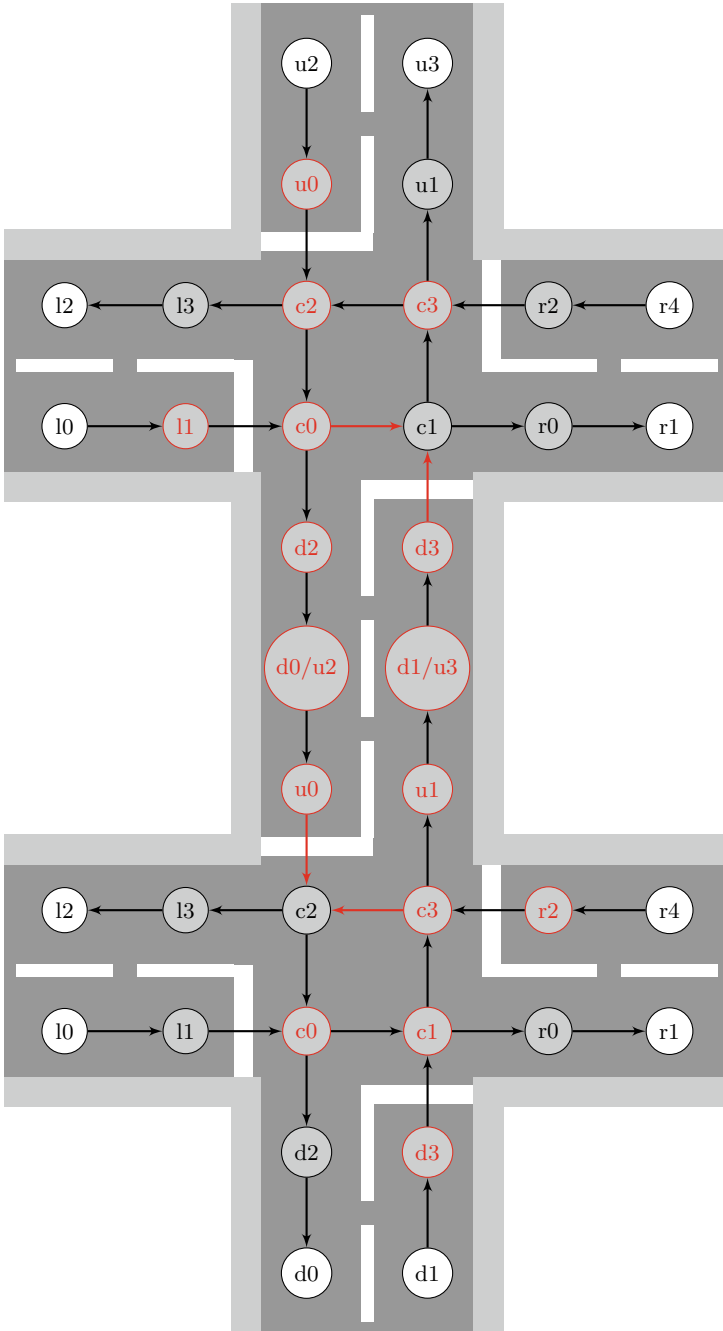 u2 u3
u0 u1
l2 l3 c2 c3 r2 r4
l0 l1 c0 c1 r0 r1
d2 d3
d0/u2 d1/u3
u0 u1
l2 l3 c2 c3 r2 r4
l0 l1 c0 c1 r0 r1
d2 d3
d0 d1